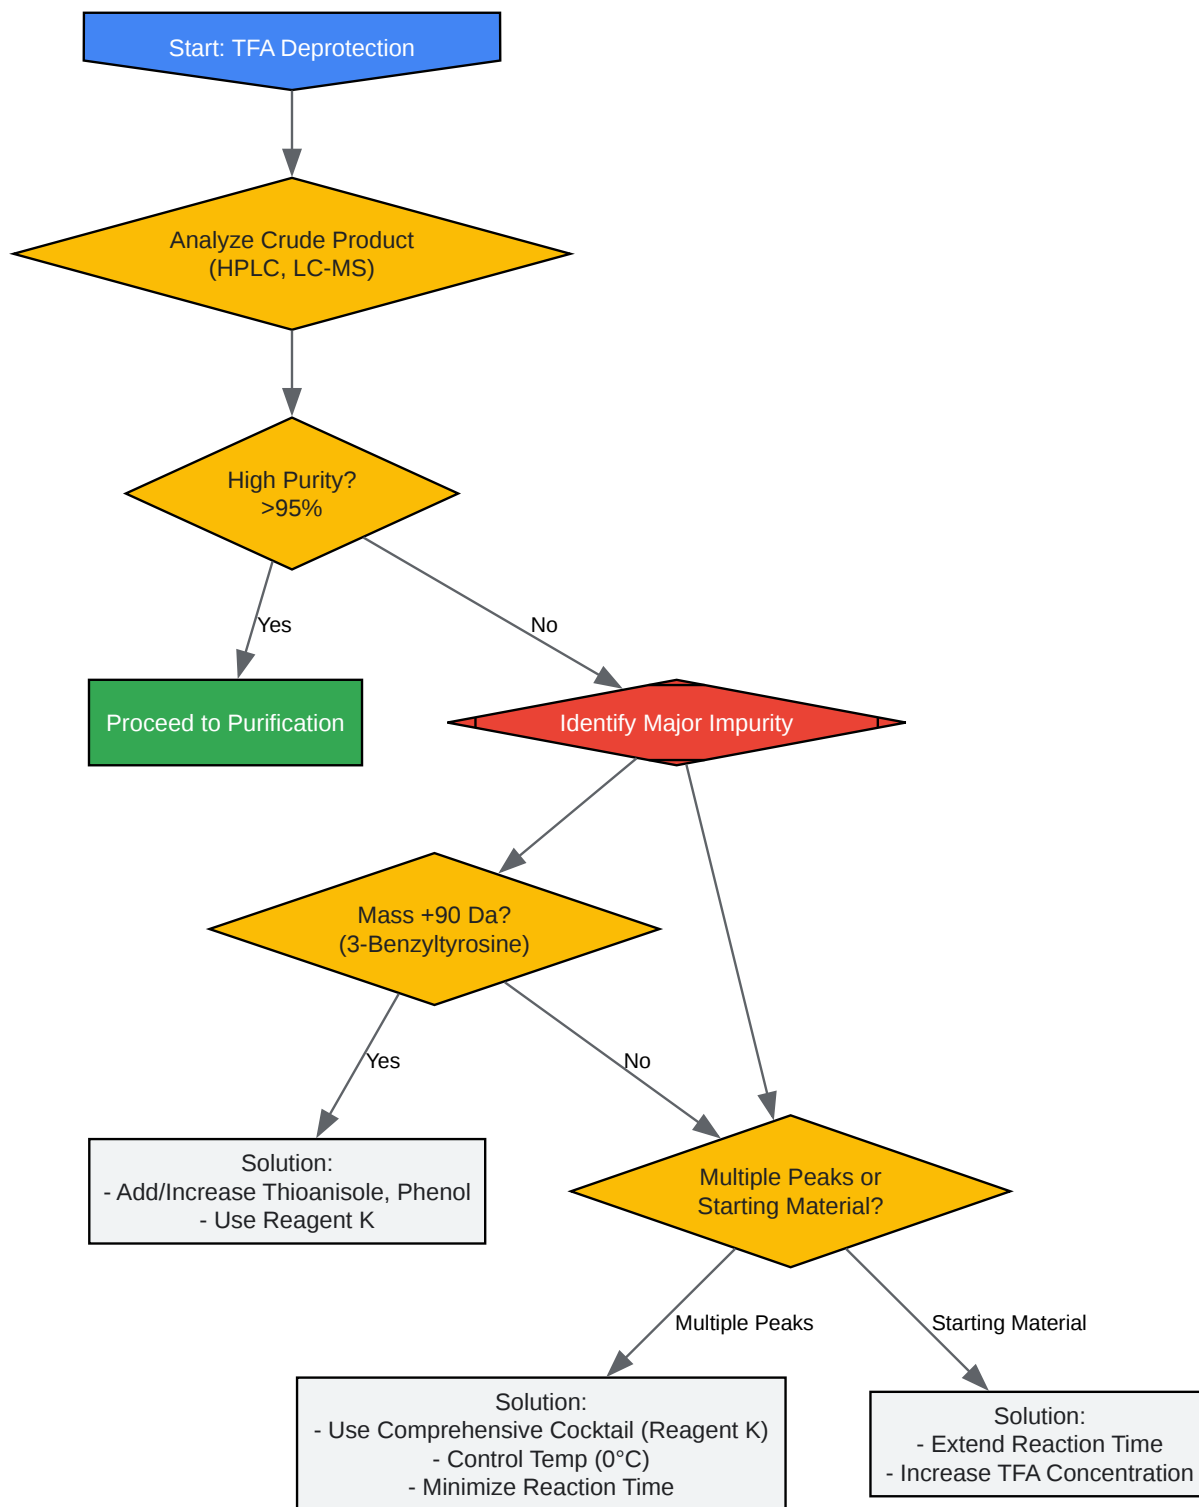 Start: TFA Deprotection
Analyze Crude Product
(HPLC, LC-MS)
High Purity?
>95%
Yes
No
Proceed to Purification
Identify Major Impurity
Mass +90 Da?
(3-Benzyltyrosine)
Yes
No
Solution:
- Add/Increase Thioanisole, Phenol
- Use Reagent K
Multiple Peaks or
Starting Material?
Multiple Peaks
Starting Material
Solution:
- Use Comprehensive Cocktail (Reagent K)
- Control Temp (0°C)
- Minimize Reaction Time
Solution:
- Extend Reaction Time
- Increase TFA Concentration